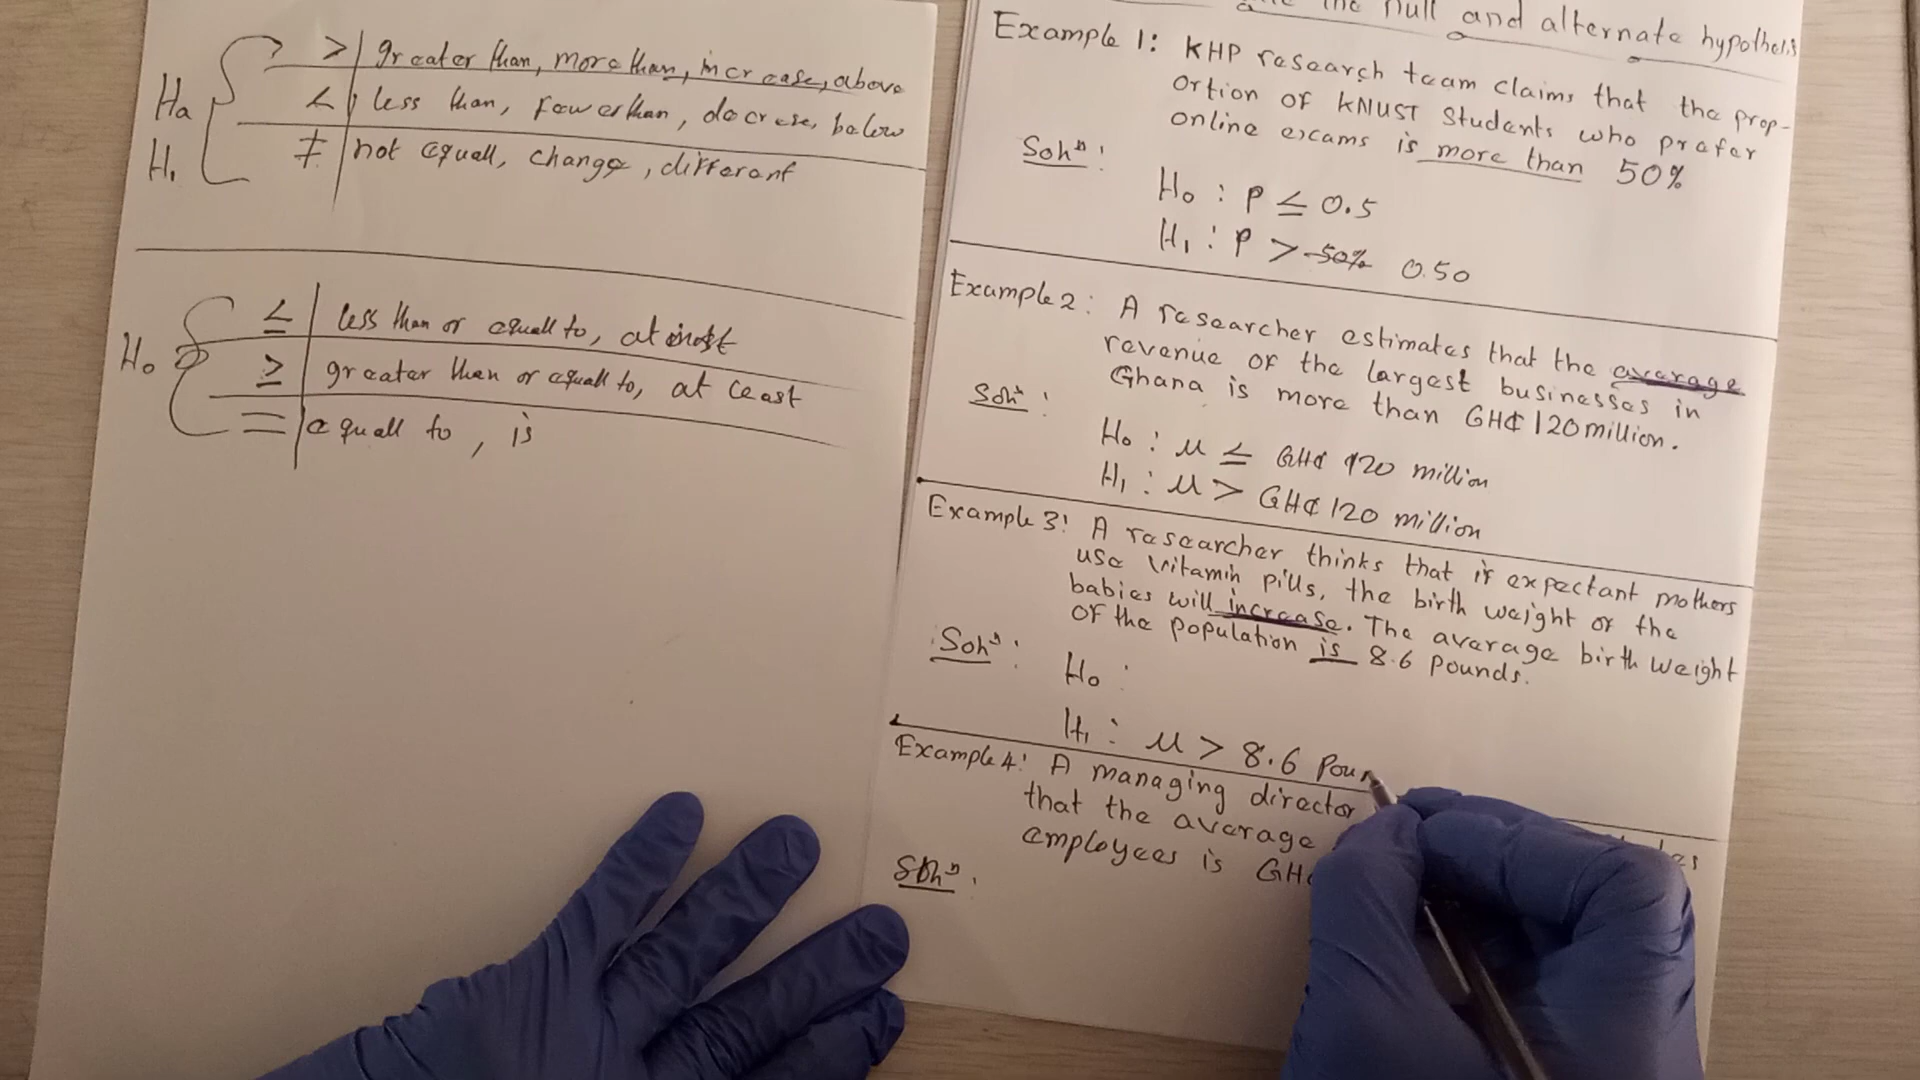 Ha
H1
> greater than, more than, increase, above
< less than, fewer than, decrese, below
≠ not equall, change, different
Ho
≤ less than or equall to, at most
≥ greater than or equall to, at least
= equall to, is
the null and alternate hypothesis
Example 1: KHP research team claims that the prop-
ortion of KNUST Students who prefer
online exams is more than 50%
Soln:
Ho : P ≤ 0.5
H1 : P > 50% 0.50
Example 2: A researcher estimates that the average
revenue of the largest businesses in
Ghana is more than GH₵ 120 million.
Soln:
Ho : μ ≤ GH₵ 120 million
H1 : μ > GH₵ 120 million
Example 3: A researcher thinks that if expectant mothers
use vitamin pills, the birth weight of the
babies will increase. The average birth weight
of the population is 8.6 pounds.
Soln:
Ho :
H1 : μ > 8.6 Poun
Example 4: A managing director
that the average
employees is GH₵
Soln: